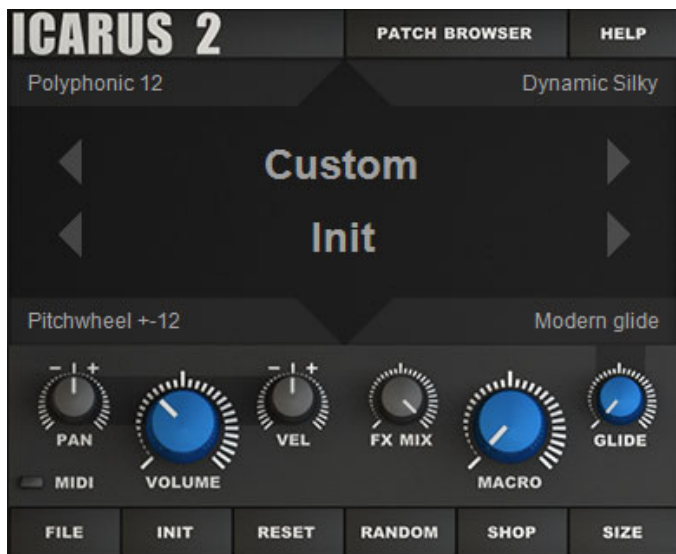 ICARUS 2
PATCH BROWSER
HELP
Polyphonic 12
Dynamic Silky
Custom
Init
Pitchwheel +-12
Modern glide
- I +
- I +
PAN
VEL
FX MIX
GLIDE
MIDI
VOLUME
MACRO
FILE
INIT
RESET
RANDOM
SHOP
SIZE